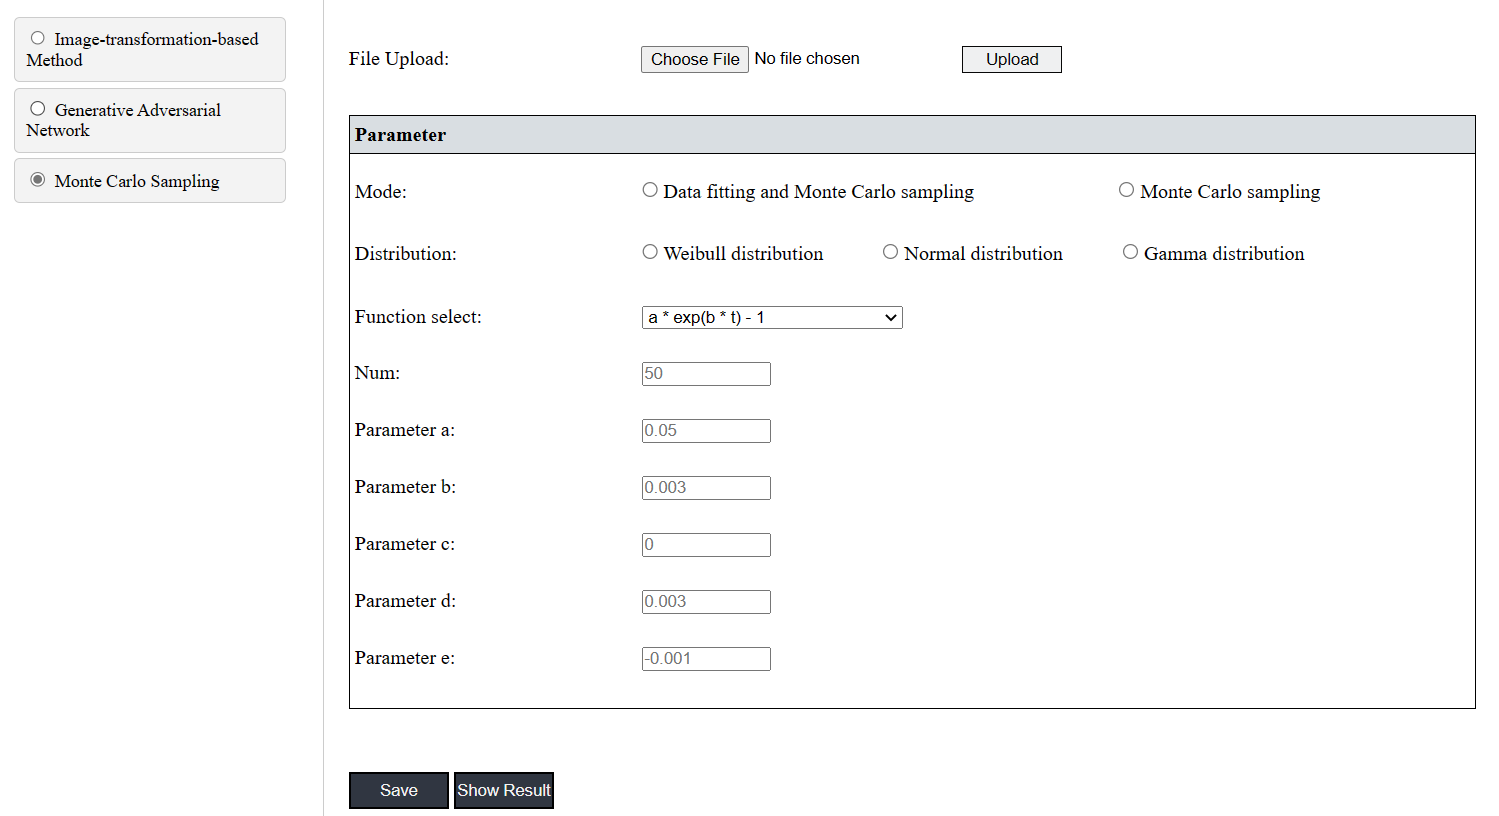 Image-transformation-based
Method
Generative Adversarial
Network
Monte Carlo Sampling
File Upload: Choose File No file chosen Upload
Parameter
Mode: Data fitting and Monte Carlo sampling Monte Carlo sampling
Distribution: Weibull distribution Normal distribution Gamma distribution
Function select: a * exp(b * t) - 1
Num: 50
Parameter a: 0.05
Parameter b: 0.003
Parameter c: 0
Parameter d: 0.003
Parameter e: -0.001
Save Show Result